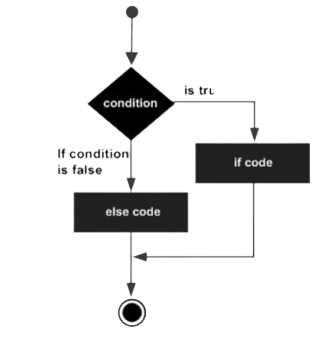 is tru
condition
If condition
is false
if code
else code